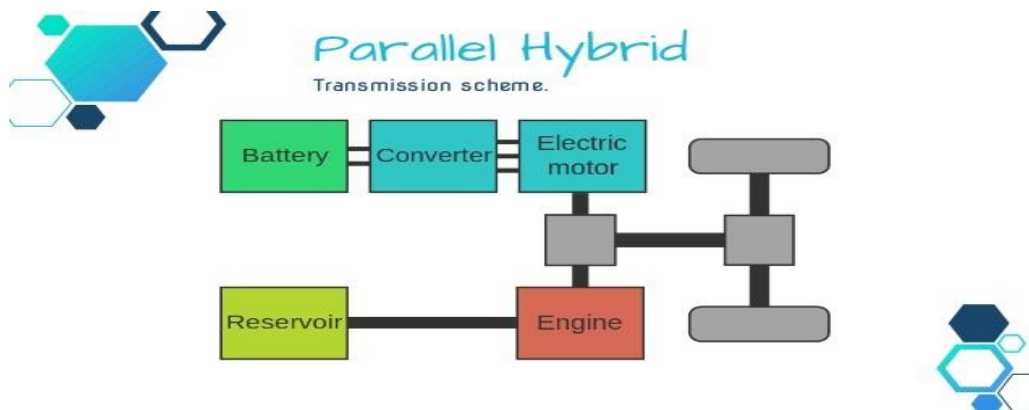 Parallel Hybrid
Transmission scheme.
Battery
Converter
Electric
motor
Reservoir
Engine